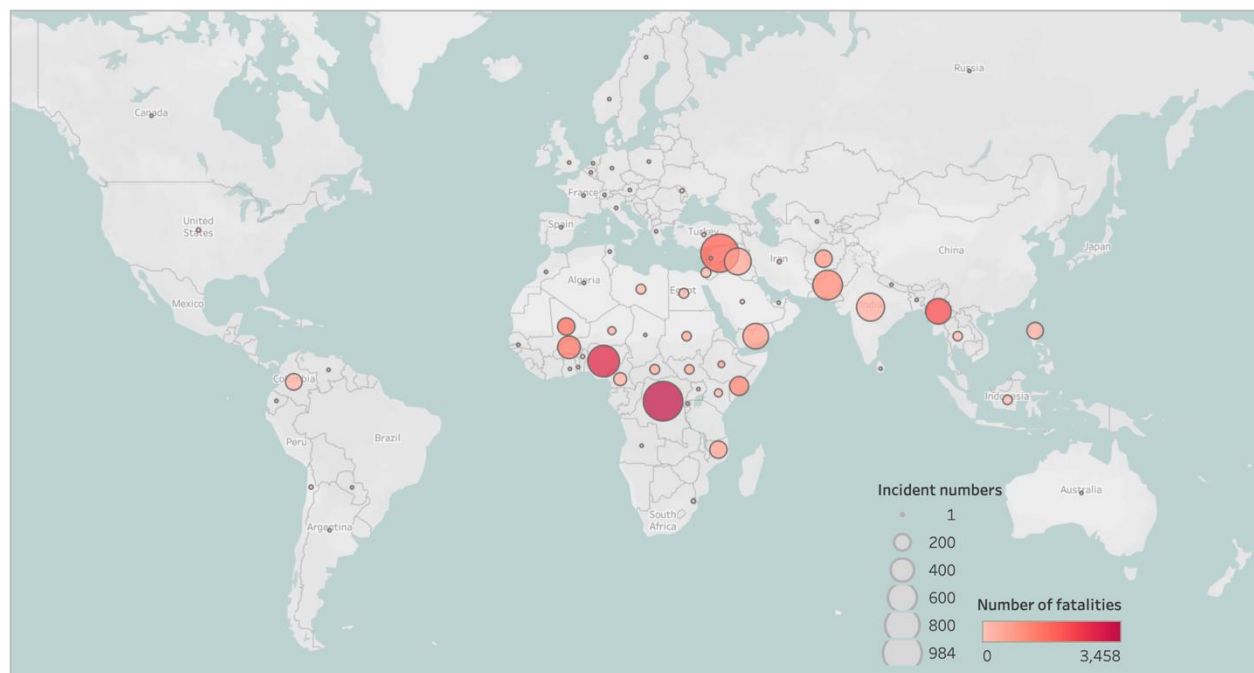 Russia
Canada
France
United
States
Spain
Turkey
China
Japan
Iran
Algeria
Egypt
Mexico
India
Colombia
Indonesia
Peru
Brazil
Incident numbers
1
Australia
South
Africa
200
Argentina
400
600
Number of fatalities
800
984
0
3,458